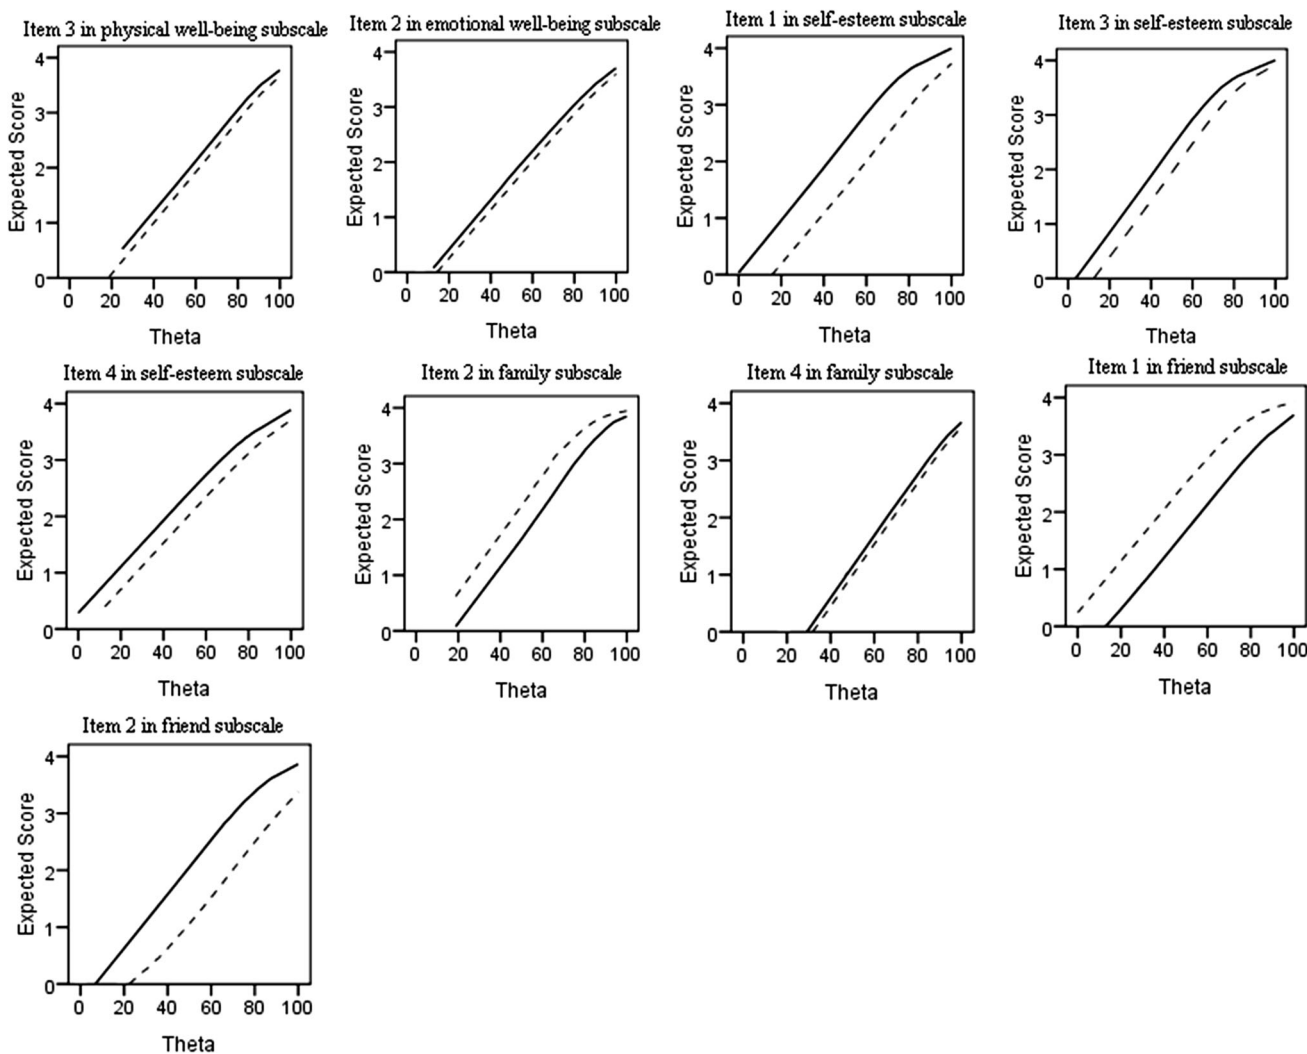 Item 3 in physical well-being subscale
Expected Score
4
3
2
1
0
0 20 40 60 80 100
Theta
Item 2 in emotional well-being subscale
Expected Score
4
3
2
1
0
0 20 40 60 80 100
Theta
Item 1 in self-esteem subscale
Expected Score
4
3
2
1
0
0 20 40 60 80 100
Theta
Item 3 in self-esteem subscale
Expected Score
4
3
2
1
0
0 20 40 60 80 100
Theta
Item 4 in self-esteem subscale
Expected Score
4
3
2
1
0
0 20 40 60 80 100
Theta
Item 2 in family subscale
Expected Score
4
3
2
1
0
0 20 40 60 80 100
Theta
Item 4 in family subscale
Expected Score
4
3
2
1
0
0 20 40 60 80 100
Theta
Item 1 in friend subscale
Expected Score
4
3
2
1
0
0 20 40 60 80 100
Theta
Item 2 in friend subscale
Expected Score
4
3
2
1
0
0 20 40 60 80 100
Theta